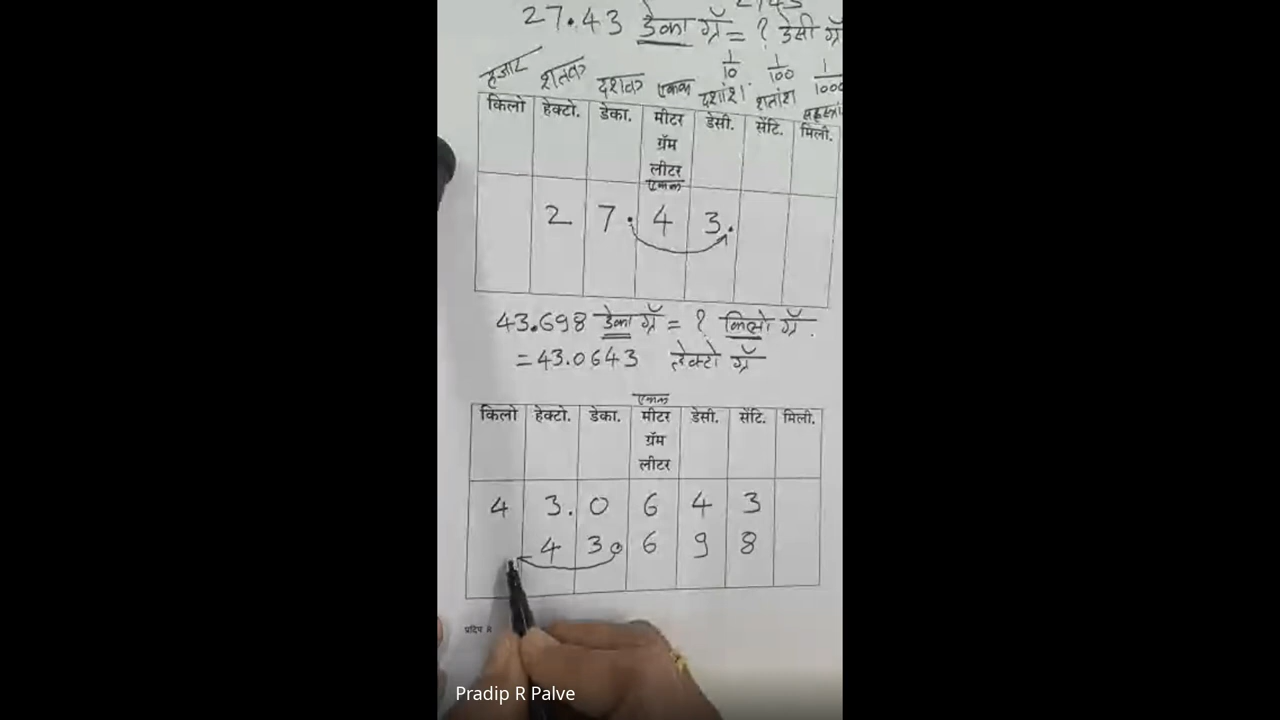 27.43 डेका ग्रॅ = ? डेसी ग्रॅ
1/10 1/100 1/1000
हजार शतक दशक एकक दशांश शतांश
किलो हेक्टो. डेका. मीटर डेसी. सेंटि. मिली.
ग्रॅम
लीटर
एकक
2 7 . 4 3 .
43.698 डेका ग्रॅ = ? किलो ग्रॅ.
= 43.0643 हेक्टो ग्रॅ
एकक
किलो हेक्टो. डेका. मीटर डेसी. सेंटि. मिली.
ग्रॅम
लीटर
4 3 . 0 6 4 3
4 3 . 6 9 8
प्रदिप
Pradip R Palve